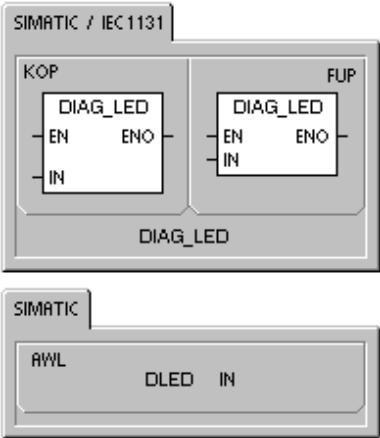 SIMATIC / IEC1131
KOP
FUP
DIAG_LED
EN ENO
IN
DIAG_LED
EN ENO
IN
DIAG_LED
SIMATIC
AWL
DLED IN